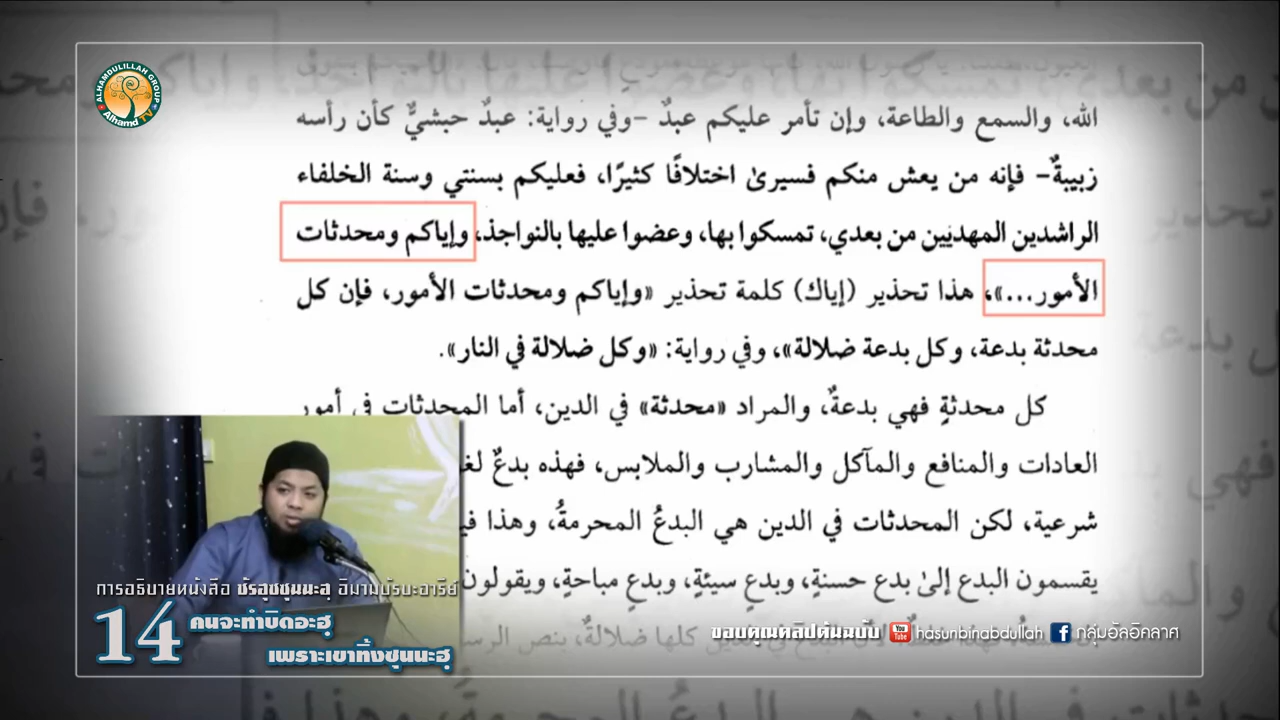 ALHAMDULILLAH GROUP
Alhamd TV
الله، والسمع والطاعة، وإن تأمر عليكم عبدٌ -وفي رواية: عبدٌ حبشيٌّ كأن رأسه
زبيبةٌ- فإنه من يعش منكم فسيرىٰ اختلافًا كثيرًا، فعليكم بسنتي وسنة الخلفاء
الراشدين المهديين من بعدي، تمسكوا بها، وعضوا عليها بالنواجذ، وإياكم ومحدثات
الأمور...»، هذا تحذير (إياك) كلمة تحذير «وإياكم ومحدثات الأمور، فإن كل
محدثة بدعة، وكل بدعة ضلالة»، وفي رواية: «وكل ضلالة في النار».
كل محدثةٍ فهي بدعةٌ، والمراد «محدثة» في الدين، أما المحدثات في أمور
العادات والمنافع والمآكل والمشارب والملابس، فهذه بدعٌ
شرعية، لكن المحدثات في الدين هي البدعُ المحرمةُ، وهذا
يقسمون البدع إلىٰ بدع حسنةٍ، وبدعٍ سيئةٍ، وبدعٍ مباحةٍ، ويقولون
การอธิบายหนังสือ ชัรฮุซซุนนะฮฺ อิมามบัรบะฮารีย์
14 คนจะทำบิดอะฮฺ
เพราะเขาทิ้งซุนนะฮฺ
ขอบคุณคลิปต้นฉบับ You Tube hasunbinabdullah f กลุ่มอัลอิคลาศ